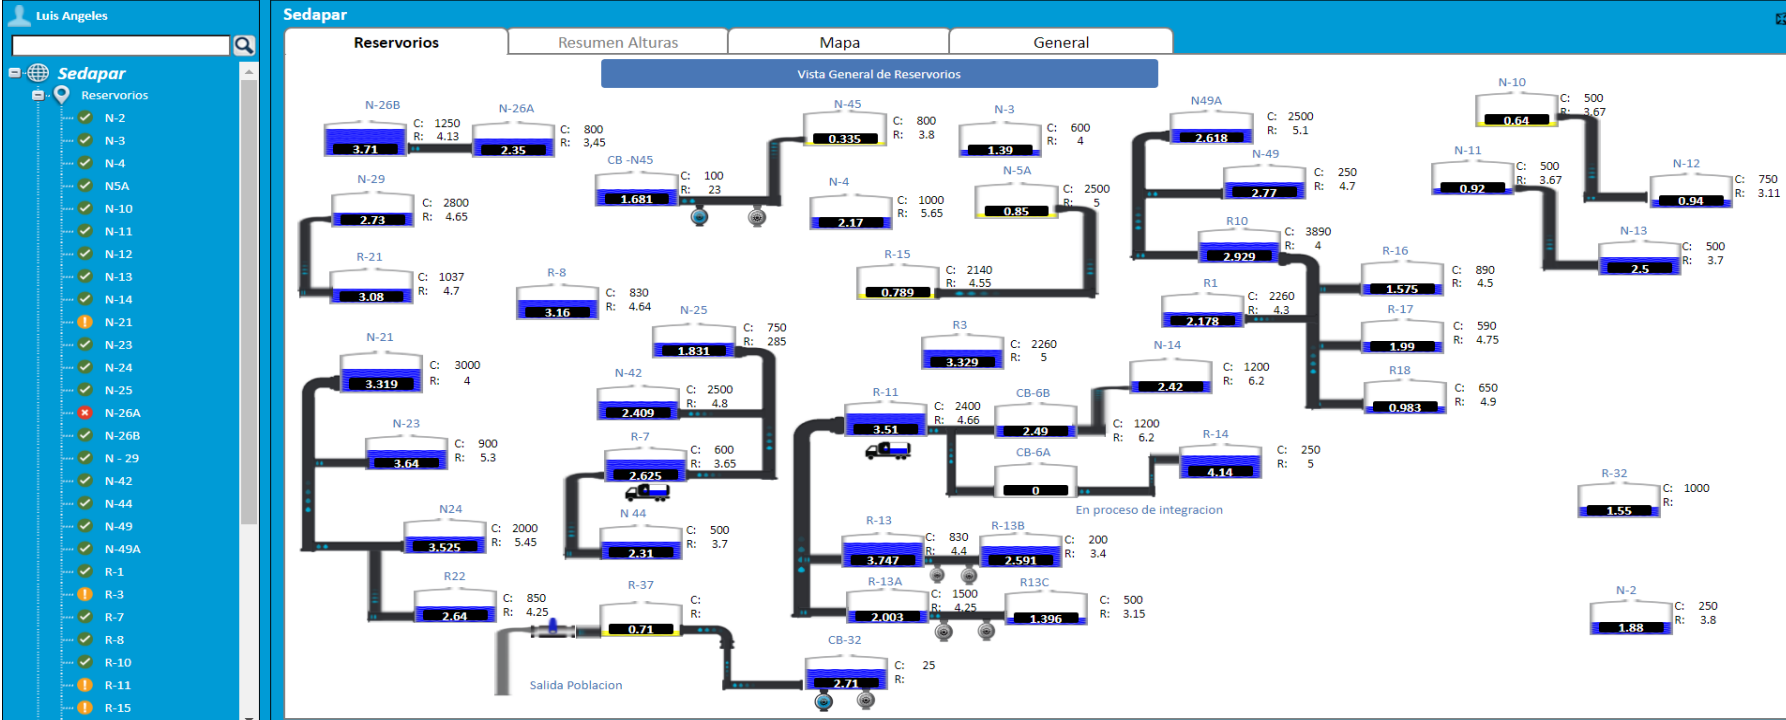 Luis Angeles
Sedapar
Reservorios
N-2
N-3
N-4
N5A
N-10
N-11
N-12
N-13
N-14
N-21
N-23
N-24
N-25
N-26A
N-26B
N - 29
N-42
N-44
N-49
N-49A
R-1
R-3
R-7
R-8
R-10
R-11
R-15
Sedapar
Reservorios
Resumen Alturas
Mapa
General
Vista General de Reservorios
N-26B
C: 1250
R: 4.13
3.71
N-26A
C: 800
R: 3,45
2.35
N-45
C: 800
R: 3.8
0.335
N-3
C: 600
R: 4
1.39
N49A
C: 2500
R: 5.1
2.618
N-10
C: 500
R: 3.67
0.64
CB -N45
C: 100
R: 23
1.681
N-4
C: 1000
R: 5.65
2.17
N-5A
C: 2500
R: 5
0.85
N-49
C: 250
R: 4.7
2.77
N-11
C: 500
R: 3.67
0.92
N-12
C: 750
R: 3.11
0.94
N-29
C: 2800
R: 4.65
2.73
R10
C: 3890
R: 4
2.929
N-13
C: 500
R: 3.7
2.5
R-21
C: 1037
R: 4.7
3.08
R-8
C: 830
R: 4.64
3.16
R-15
C: 2140
R: 4.55
0.789
R1
C: 2260
R: 4.3
2.178
R-16
C: 890
R: 4.5
1.575
N-25
C: 750
R: 285
1.831
R3
C: 2260
R: 5
3.329
R-17
C: 590
R: 4.75
1.99
N-21
C: 3000
R: 4
3.319
N-42
C: 2500
R: 4.8
2.409
N-14
C: 1200
R: 6.2
2.42
R18
C: 650
R: 4.9
0.983
R-11
C: 2400
R: 4.66
3.51
CB-6B
C: 1200
R: 6.2
2.49
N-23
C: 900
R: 5.3
3.64
R-7
C: 600
R: 3.65
2.625
CB-6A
0
R-14
C: 250
R: 5
4.14
En proceso de integracion
R-32
C: 1000
R:
1.55
N24
C: 2000
R: 5.45
3.525
N 44
C: 500
R: 3.7
2.31
R-13
C: 830
R: 4.4
3.747
R-13B
C: 200
R: 3.4
2.591
R22
C: 850
R: 4.25
2.64
R-37
C:
R:
0.71
R-13A
C: 1500
R: 4.25
2.003
R13C
C: 500
R: 3.15
1.396
N-2
C: 250
R: 3.8
1.88
Salida Poblacion
CB-32
C: 25
R:
2.71